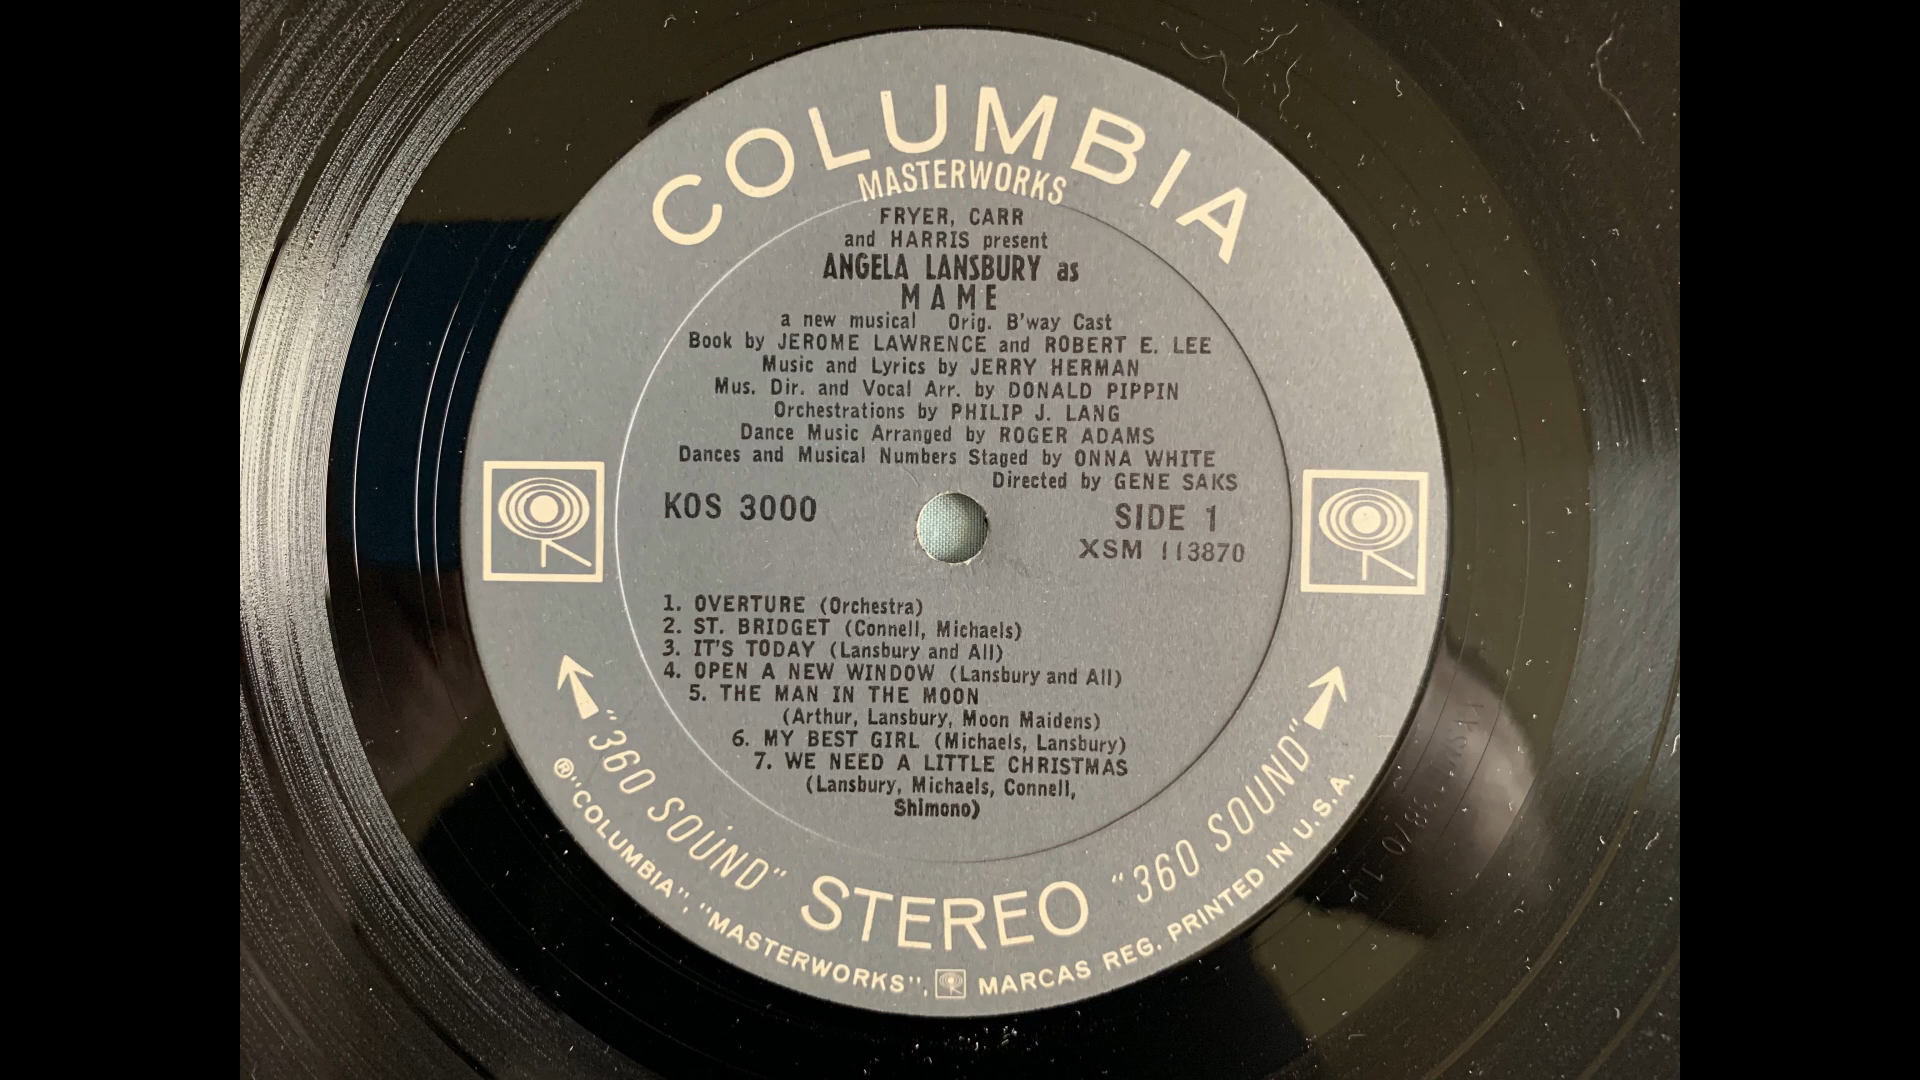 COLUMBIA
MASTERWORKS
FRYER, CARR
and HARRIS present
ANGELA LANSBURY as
MAME
a new musical Orig. B'way Cast
Book by JEROME LAWRENCE and ROBERT E. LEE
Music and Lyrics by JERRY HERMAN
Mus. Dir. and Vocal Arr. by DONALD PIPPIN
Orchestrations by PHILIP J. LANG
Dance Music Arranged by ROGER ADAMS
Dances and Musical Numbers Staged by ONNA WHITE
Directed by GENE SAKS
KOS 3000
SIDE 1
XSM 113870
1. OVERTURE (Orchestra)
2. ST. BRIDGET (Connell, Michaels)
3. IT'S TODAY (Lansbury and All)
4. OPEN A NEW WINDOW (Lansbury and All)
5. THE MAN IN THE MOON
(Arthur, Lansbury, Moon Maidens)
6. MY BEST GIRL (Michaels, Lansbury)
7. WE NEED A LITTLE CHRISTMAS
(Lansbury, Michaels, Connell,
Shimono)
"360 SOUND" STEREO "360 SOUND"
®"COLUMBIA", "MASTERWORKS", MARCAS REG. PRINTED IN U.S.A.